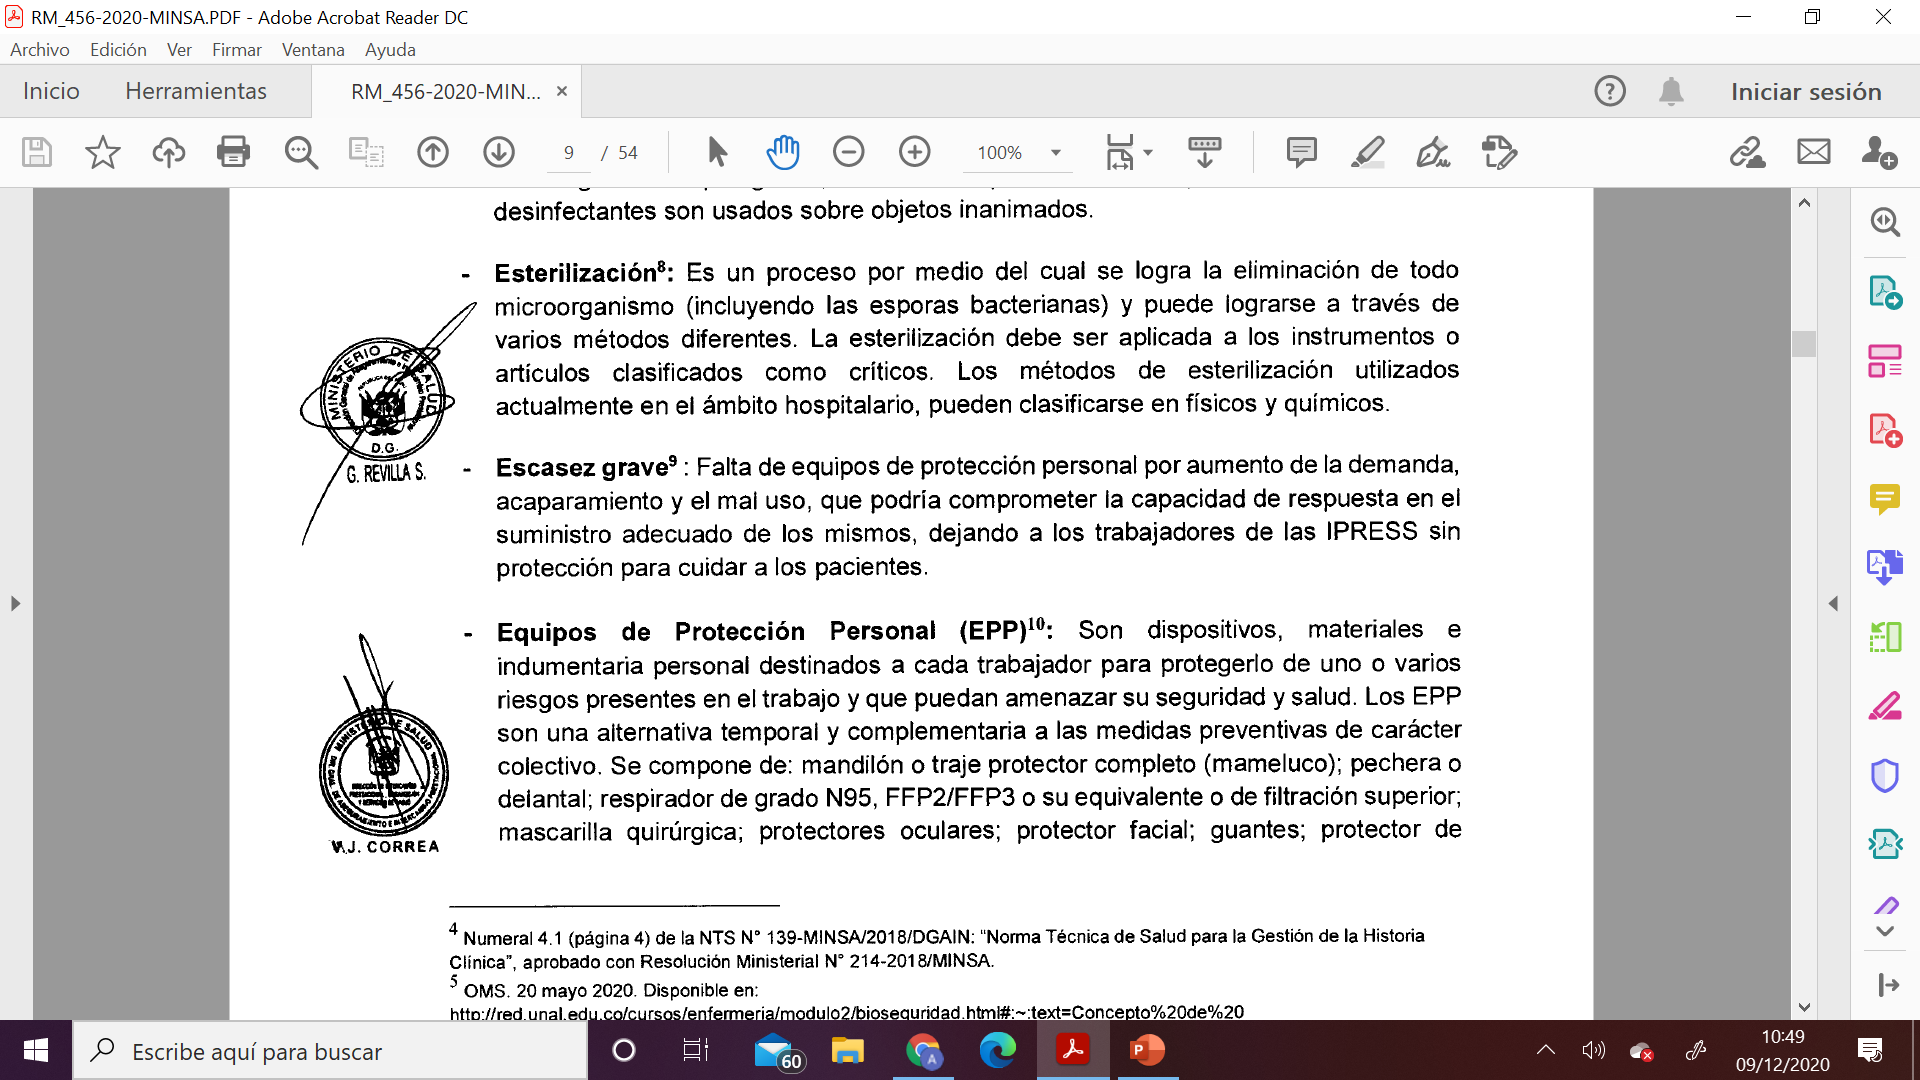 RM_456-2020-MINSA.PDF - Adobe Acrobat Reader DC
Archivo Edición Ver Firmar Ventana Ayuda
Inicio Herramientas RM_456-2020-MIN... × Iniciar sesión
9 / 54 100%
desinfectantes son usados sobre objetos inanimados.
- Esterilización⁸: Es un proceso por medio del cual se logra la eliminación de todo
microorganismo (incluyendo las esporas bacterianas) y puede lograrse a través de
varios métodos diferentes. La esterilización debe ser aplicada a los instrumentos o
artículos clasificados como críticos. Los métodos de esterilización utilizados
actualmente en el ámbito hospitalario, pueden clasificarse en físicos y químicos.
MINISTERIO DE SALUD
D.G.
G. REVILLA S.
- Escasez grave⁹ : Falta de equipos de protección personal por aumento de la demanda,
acaparamiento y el mal uso, que podría comprometer la capacidad de respuesta en el
suministro adecuado de los mismos, dejando a los trabajadores de las IPRESS sin
protección para cuidar a los pacientes.
- Equipos de Protección Personal (EPP)¹⁰: Son dispositivos, materiales e
indumentaria personal destinados a cada trabajador para protegerlo de uno o varios
riesgos presentes en el trabajo y que puedan amenazar su seguridad y salud. Los EPP
son una alternativa temporal y complementaria a las medidas preventivas de carácter
colectivo. Se compone de: mandilón o traje protector completo (mameluco); pechera o
delantal; respirador de grado N95, FFP2/FFP3 o su equivalente o de filtración superior;
mascarilla quirúrgica; protectores oculares; protector facial; guantes; protector de
MINISTERIO DE SALUD
V.J. CORREA
⁴ Numeral 4.1 (página 4) de la NTS N° 139-MINSA/2018/DGAIN: “Norma Técnica de Salud para la Gestión de la Historia
Clínica”, aprobado con Resolución Ministerial N° 214-2018/MINSA.
⁵ OMS. 20 mayo 2020. Disponible en:
http://red.unal.edu.co/cursos/enfermeria/modulo2/bioseguridad.html#:~:text=Concepto%20de%20
Escribe aquí para buscar
60
10:49
09/12/2020